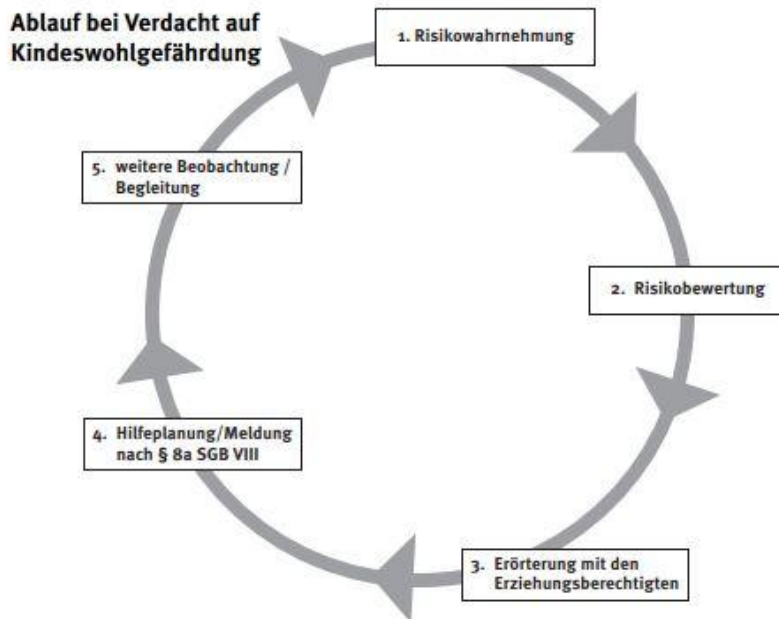 Ablauf bei Verdacht auf
Kindeswohlgefährdung
1. Risikowahrnehmung
2. Risikobewertung
3. Erörterung mit den
Erziehungsberechtigten
4. Hilfeplanung/Meldung
nach § 8a SGB VIII
5. weitere Beobachtung /
Begleitung